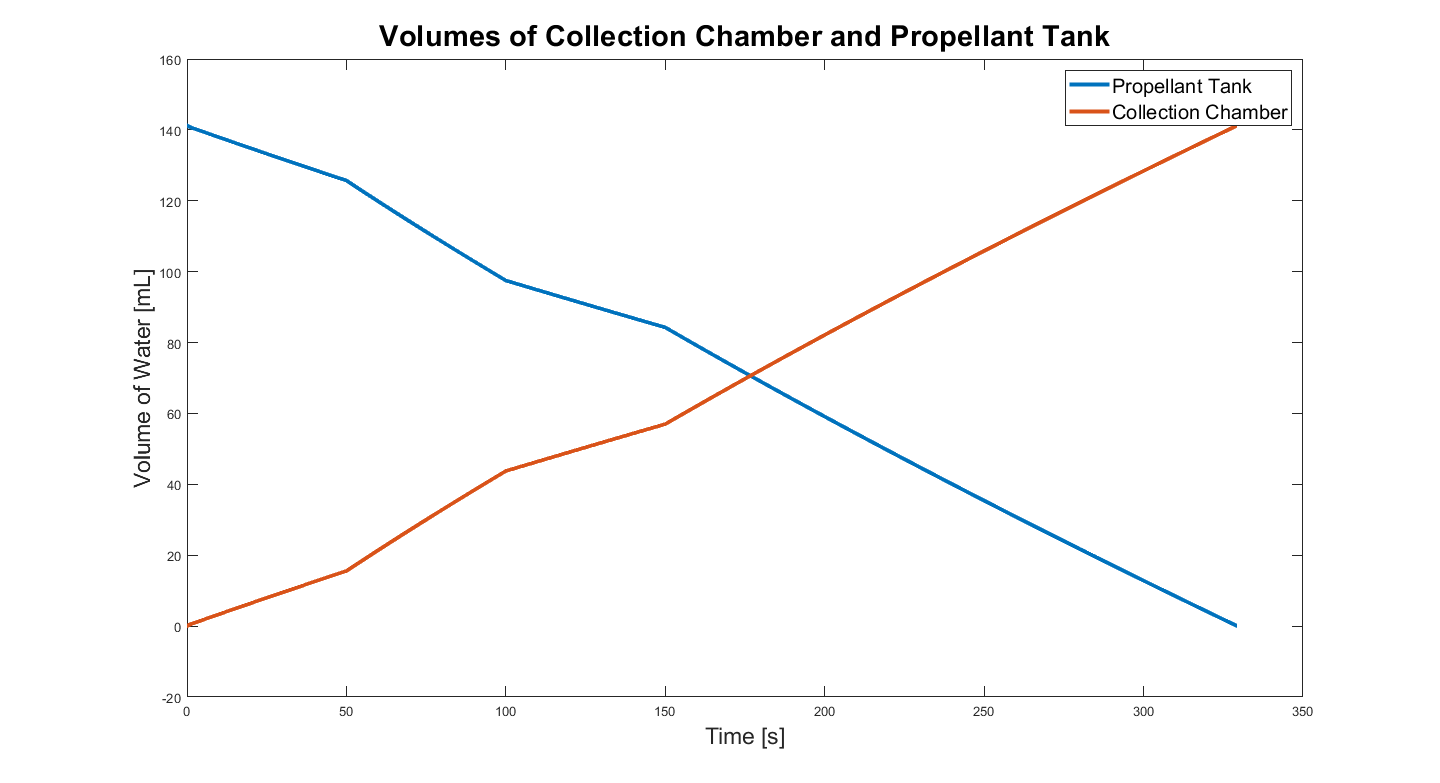 Volumes of Collection Chamber and Propellant Tank
Propellant Tank
Collection Chamber
160
140
120
100
80
60
40
20
0
-20
Volume of Water [mL]
0 50 100 150 200 250 300 350
Time [s]